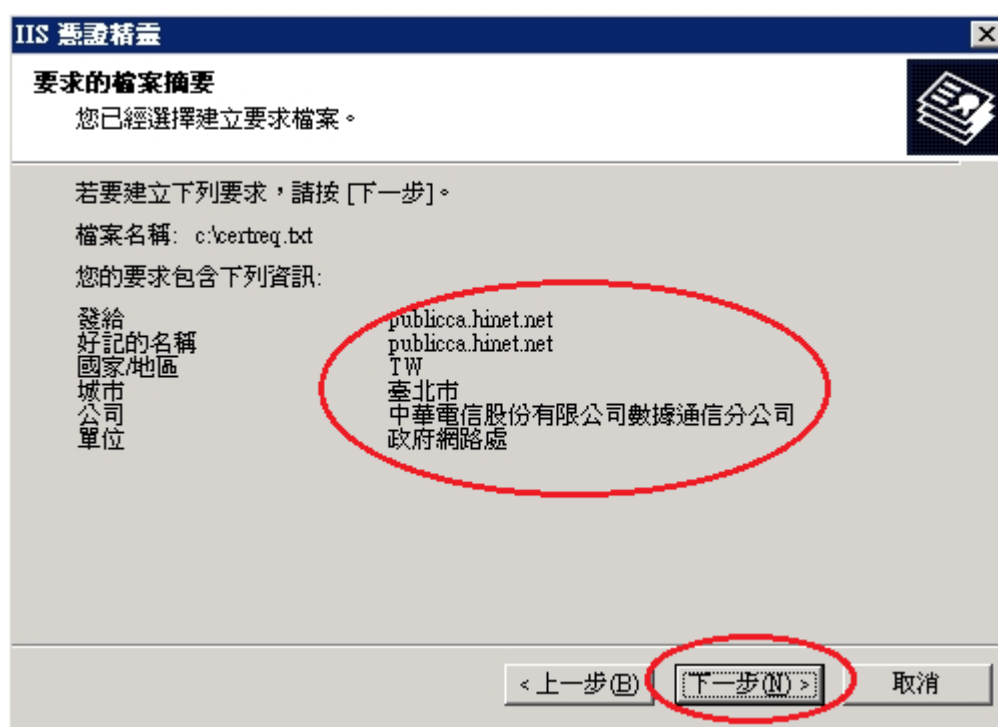 IIS 憑證精靈
要求的檔案摘要
您已經選擇建立要求檔案。
若要建立下列要求，請按 [下一步]。
檔案名稱: c:\certreq.txt
您的要求包含下列資訊:
發給 publicca.hinet.net
好記的名稱 publicca.hinet.net
國家/地區 TW
城市 臺北市
公司 中華電信股份有限公司數據通信分公司
單位 政府網路處
< 上一步(B) 下一步(N) > 取消